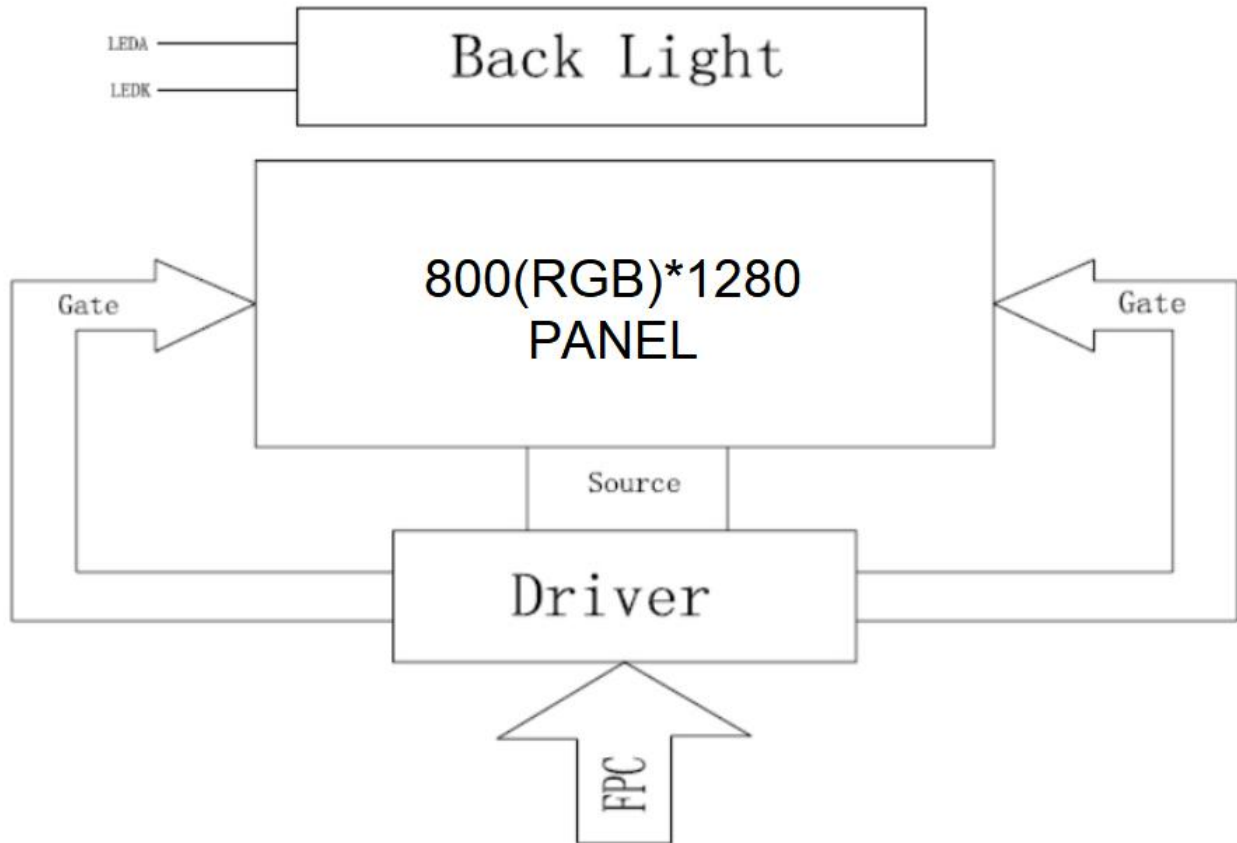 LEDA
LEDK
Back Light
800(RGB)*1280
PANEL
Gate
Gate
Source
Driver
FPC